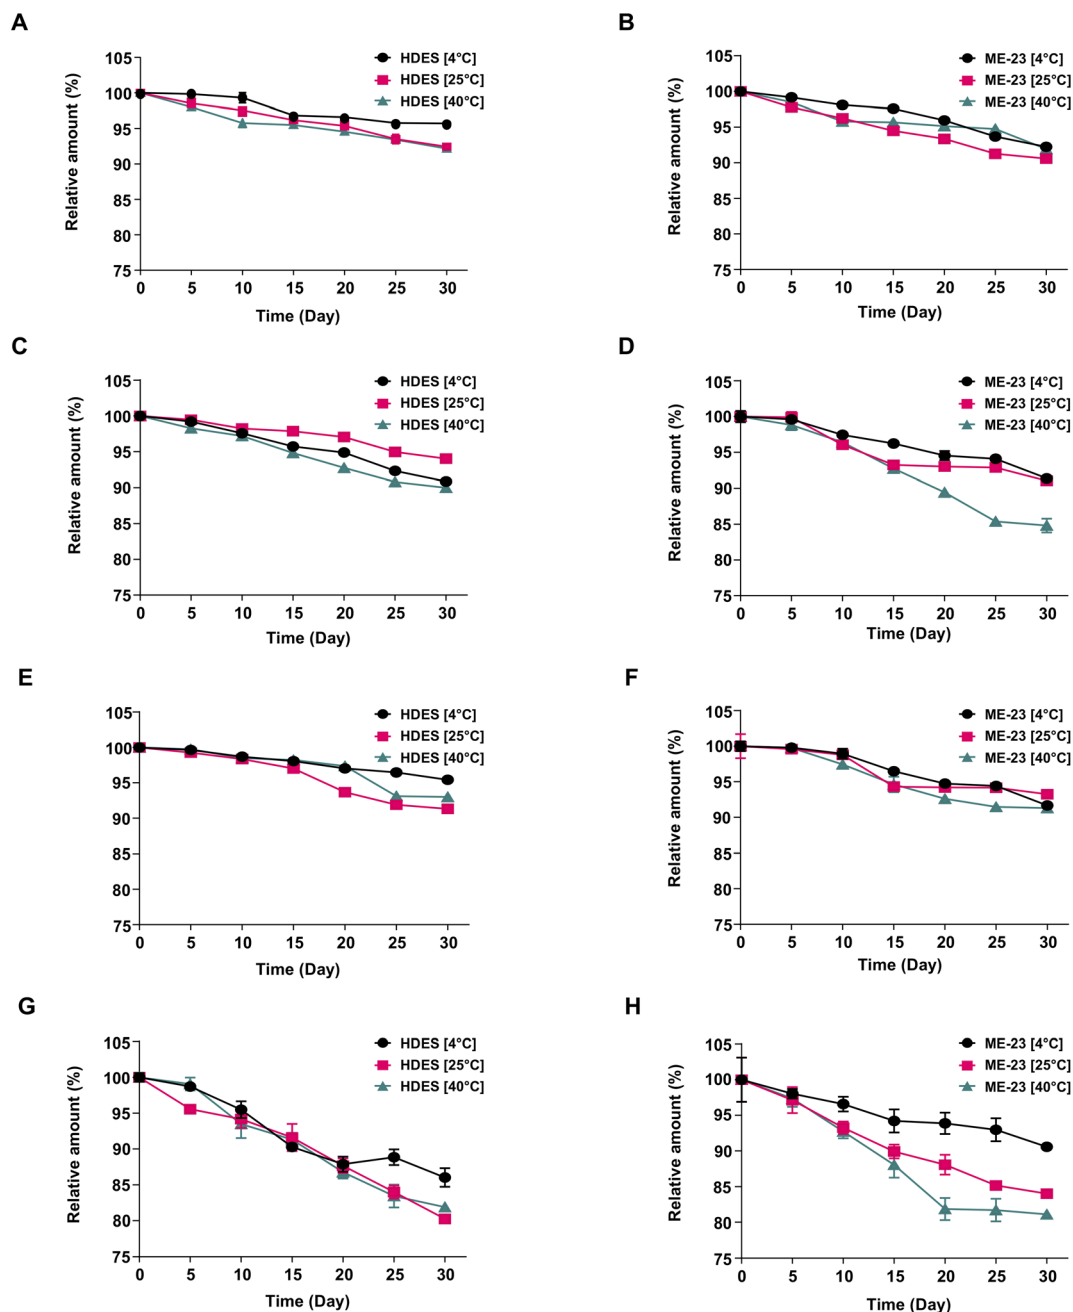 A
105
100
95
90
85
80
75
0 5 10 15 20 25 30
Relative amount (%)
Time (Day)
HDES [4°C]
HDES [25°C]
HDES [40°C]
B
105
100
95
90
85
80
75
0 5 10 15 20 25 30
Relative amount (%)
Time (Day)
ME-23 [4°C]
ME-23 [25°C]
ME-23 [40°C]
C
105
100
95
90
85
80
75
0 5 10 15 20 25 30
Relative amount (%)
Time (Day)
HDES [4°C]
HDES [25°C]
HDES [40°C]
D
105
100
95
90
85
80
75
0 5 10 15 20 25 30
Relative amount (%)
Time (Day)
ME-23 [4°C]
ME-23 [25°C]
ME-23 [40°C]
E
105
100
95
90
85
80
75
0 5 10 15 20 25 30
Relative amount (%)
Time (Day)
HDES [4°C]
HDES [25°C]
HDES [40°C]
F
105
100
95
90
85
80
75
0 5 10 15 20 25 30
Relative amount (%)
Time (Day)
ME-23 [4°C]
ME-23 [25°C]
ME-23 [40°C]
G
105
100
95
90
85
80
75
0 5 10 15 20 25 30
Relative amount (%)
Time (Day)
HDES [4°C]
HDES [25°C]
HDES [40°C]
H
105
100
95
90
85
80
75
0 5 10 15 20 25 30
Relative amount (%)
Time (Day)
ME-23 [4°C]
ME-23 [25°C]
ME-23 [40°C]